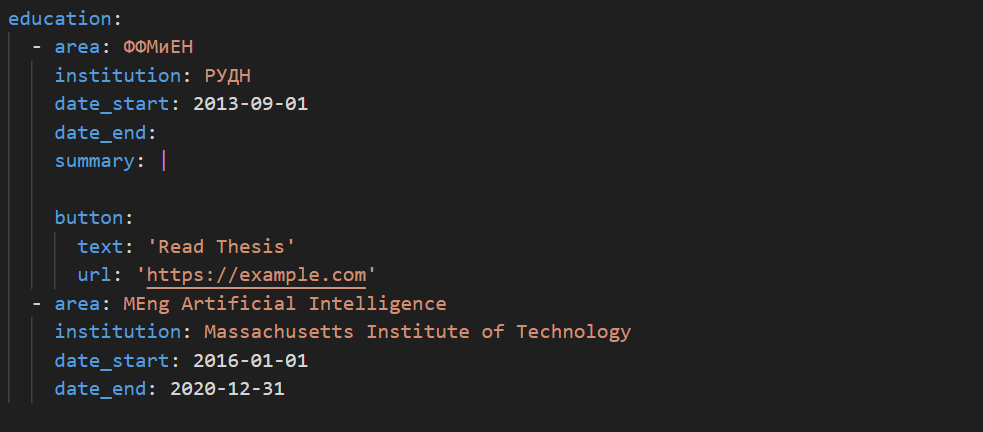 education:
- area: ФФМиЕН
institution: РУДН
date_start: 2013-09-01
date_end:
summary: |
button:
text: 'Read Thesis'
url: 'https://example.com'
- area: MEng Artificial Intelligence
institution: Massachusetts Institute of Technology
date_start: 2016-01-01
date_end: 2020-12-31